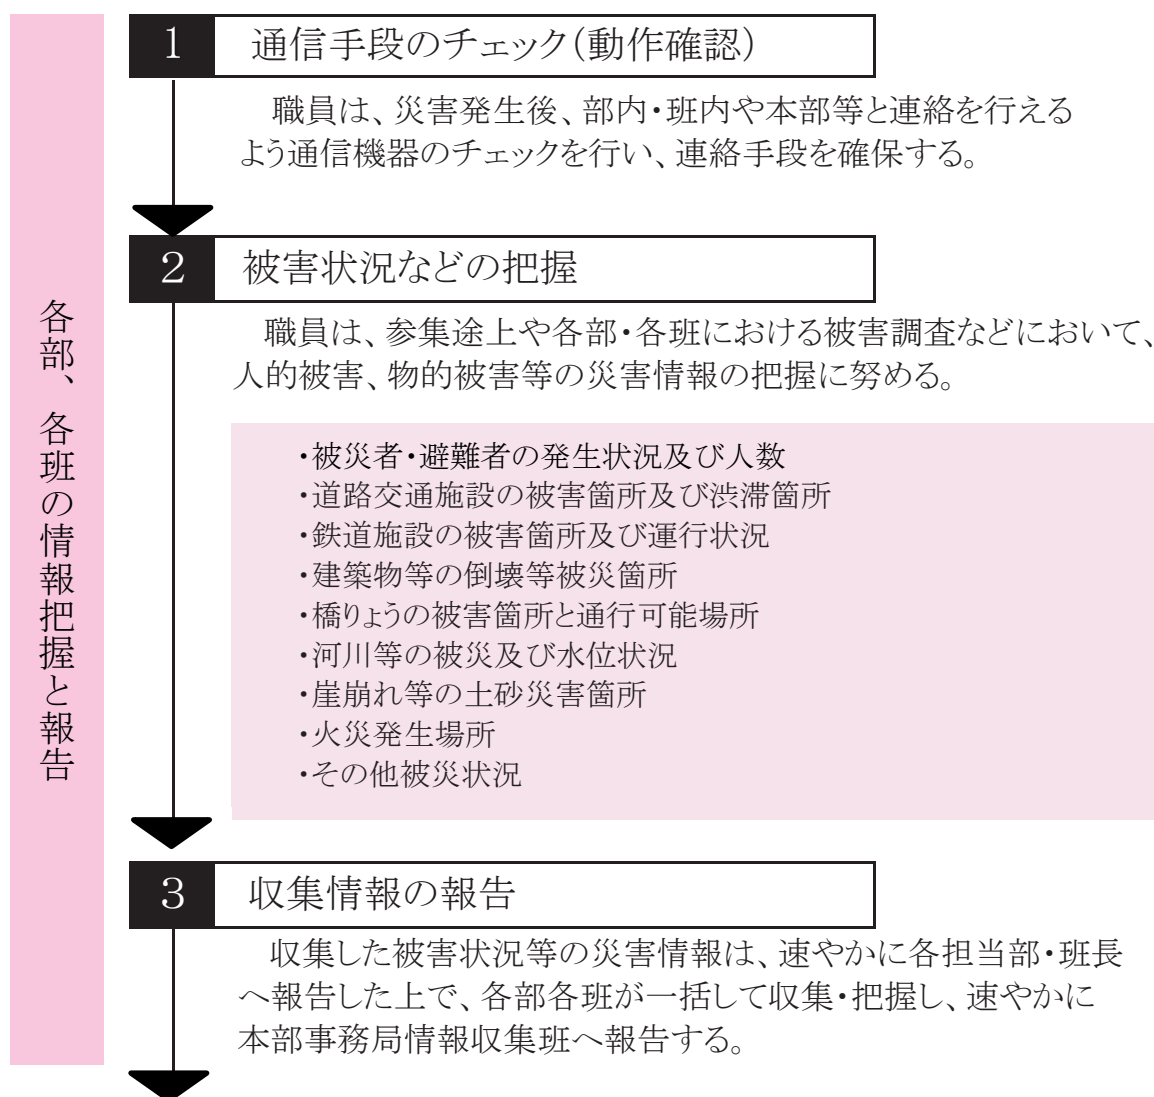 各部、各班の情報把握と報告
1 通信手段のチェック(動作確認)
職員は、災害発生後、部内・班内や本部等と連絡を行える
よう通信機器のチェックを行い、連絡手段を確保する。
2 被害状況などの把握
職員は、参集途上や各部・各班における被害調査などにおいて、
人的被害、物的被害等の災害情報の把握に努める。
・被災者・避難者の発生状況及び人数
・道路交通施設の被害箇所及び渋滞箇所
・鉄道施設の被害箇所及び運行状況
・建築物等の倒壊等被災箇所
・橋りょうの被害箇所と通行可能場所
・河川等の被災及び水位状況
・崖崩れ等の土砂災害箇所
・火災発生場所
・その他被災状況
3 収集情報の報告
収集した被害状況等の災害情報は、速やかに各担当部・班長
へ報告した上で、各部各班が一括して収集・把握し、速やかに
本部事務局情報収集班へ報告する。